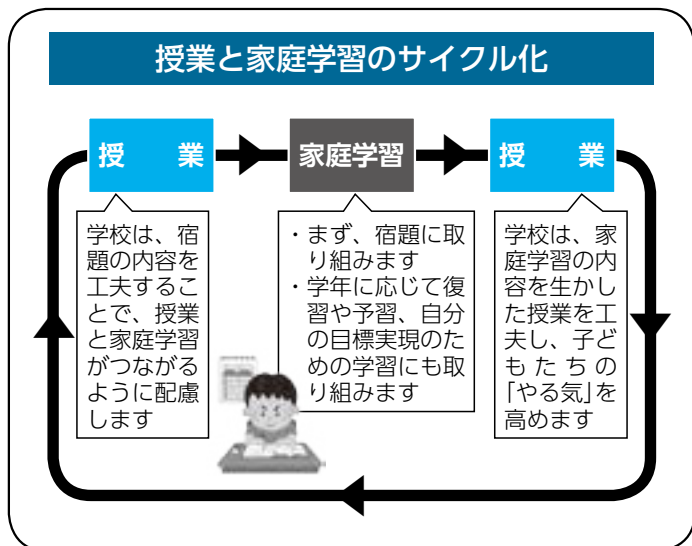 授業と家庭学習のサイクル化
授　業
家庭学習
授　業
学校は、宿
題の内容を
工夫するこ
とで、授業
と家庭学習
がつながる
ように配慮
します
・まず、宿題に取
り組みます
・学年に応じて復
習や予習、自分
の目標実現のた
めの学習にも取
り組みます
学校は、家
庭学習の内
容を生かし
た授業を工
夫し、子ど
もたちの
「やる気」を
高めます